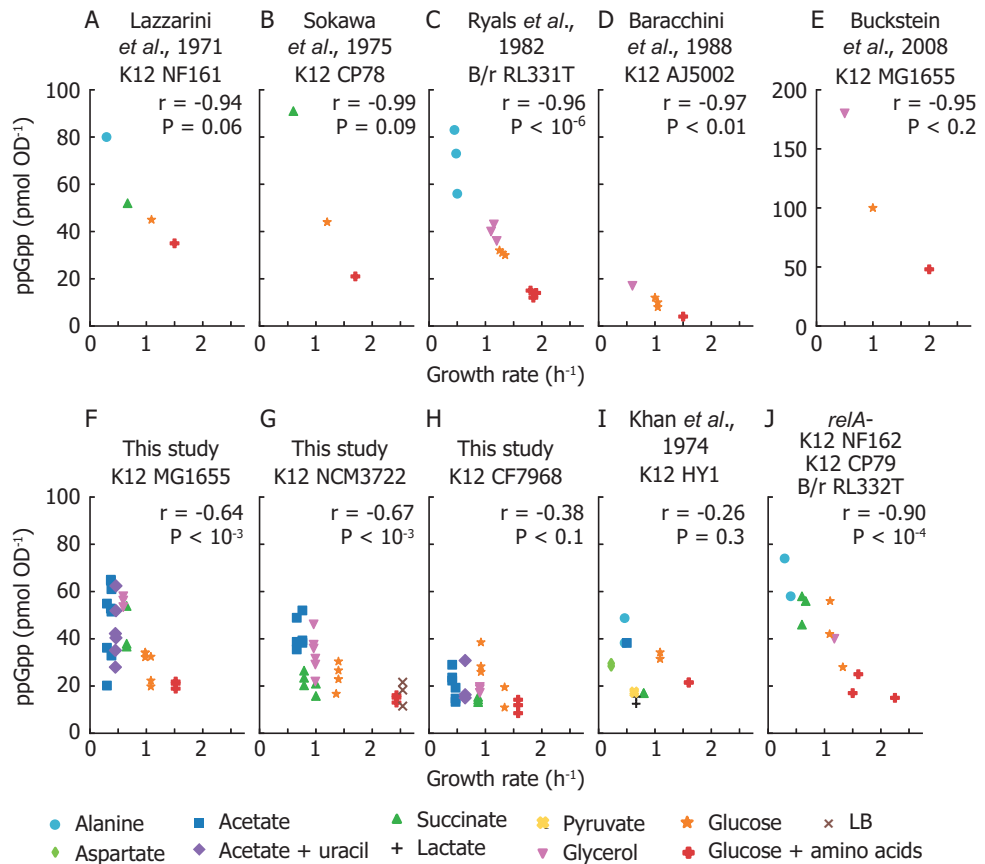 A
Lazzarini
et al., 1971
K12 NF161
r = -0.94
P = 0.06
B
Sokawa
et al., 1975
K12 CP78
r = -0.99
P = 0.09
C
Ryals et al.,
1982
B/r RL331T
r = -0.96
P < 10⁻⁶
D
Baracchini
et al., 1988
K12 AJ5002
r = -0.97
P < 0.01
E
Buckstein
et al., 2008
K12 MG1655
r = -0.95
P < 0.2
ppGpp (pmol OD⁻¹)
100
80
60
40
20
0
200
150
100
50
0
0 1 2
0 1 2
0 1 2
0 1 2
0 1 2
Growth rate (h⁻¹)
F
This study
K12 MG1655
r = -0.64
P < 10⁻³
G
This study
K12 NCM3722
r = -0.67
P < 10⁻³
H
This study
K12 CF7968
r = -0.38
P < 0.1
I
Khan et al.,
1974
K12 HY1
r = -0.26
P = 0.3
J
relA-
K12 NF162
K12 CP79
B/r RL332T
r = -0.90
P < 10⁻⁴
ppGpp (pmol OD⁻¹)
100
80
60
40
20
0
0 1 2
0 1 2
0 1 2
0 1 2
0 1 2
Growth rate (h⁻¹)
Alanine
Acetate
Succinate
Pyruvate
Glucose
LB
Aspartate
Acetate + uracil
Lactate
Glycerol
Glucose + amino acids